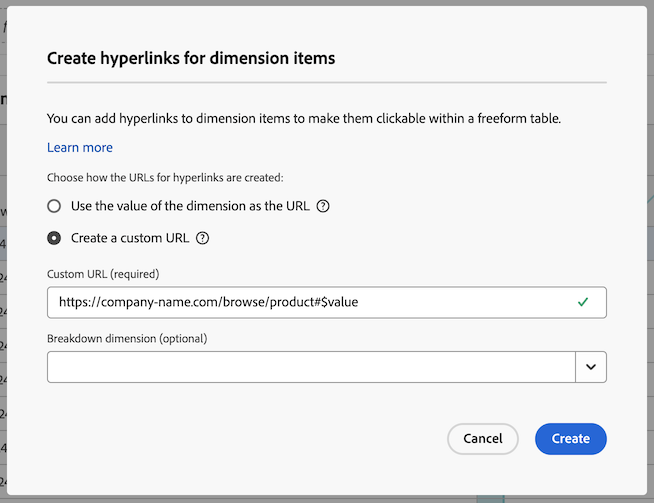 Create hyperlinks for dimension items
You can add hyperlinks to dimension items to make them clickable within a freeform table.
Learn more
Choose how the URLs for hyperlinks are created:
Use the value of the dimension as the URL
Create a custom URL
Custom URL (required)
https://company-name.com/browse/product#$value
Breakdown dimension (optional)
Cancel
Create